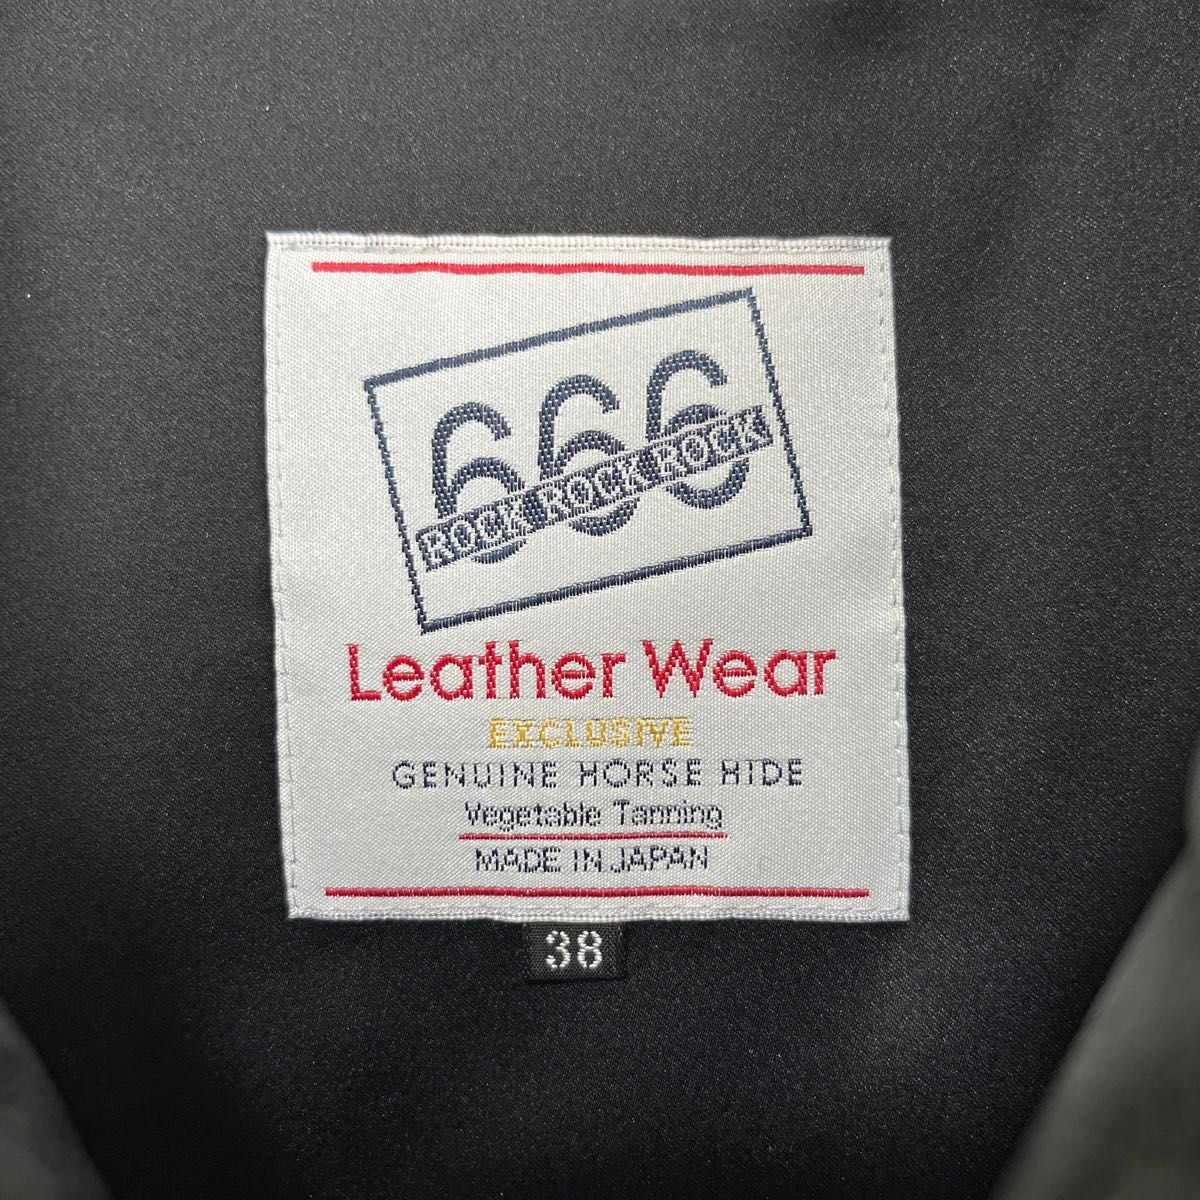 666
ROCK ROCK ROCK
Leather Wear
EXCLUSIVE
GENUINE HORSE HIDE
Vegetable Tanning
MADE IN JAPAN
38